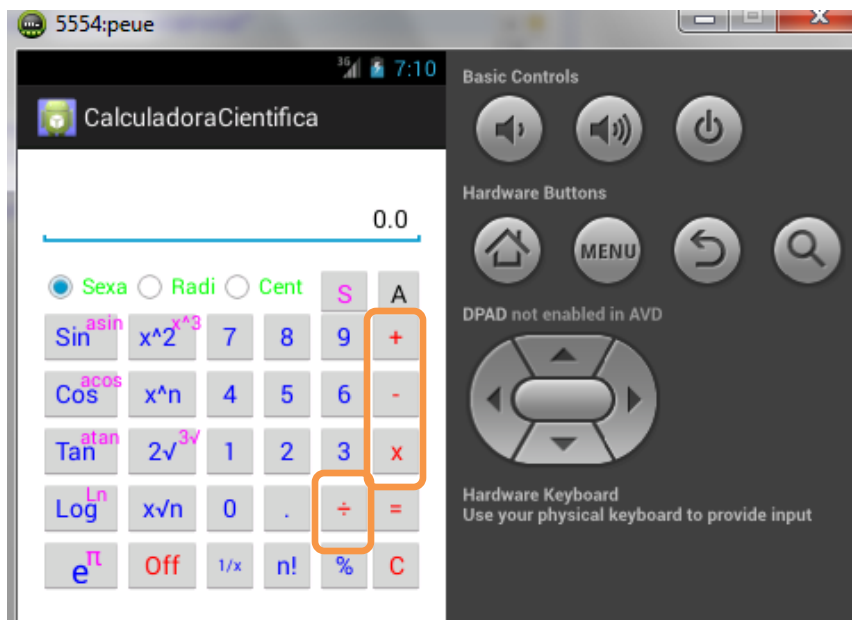 5554:peue
3G 7:10
CalculadoraCientifica
0.0
Sexa Radi Cent S A
Sin asin x^2 x^3 7 8 9 +
Cos acos x^n 4 5 6 -
Tan atan 2√ 3√ 1 2 3 x
Log Ln x√n 0 . ÷ =
e π Off 1/x n! % C
Basic Controls
Hardware Buttons
MENU
DPAD not enabled in AVD
Hardware Keyboard
Use your physical keyboard to provide input